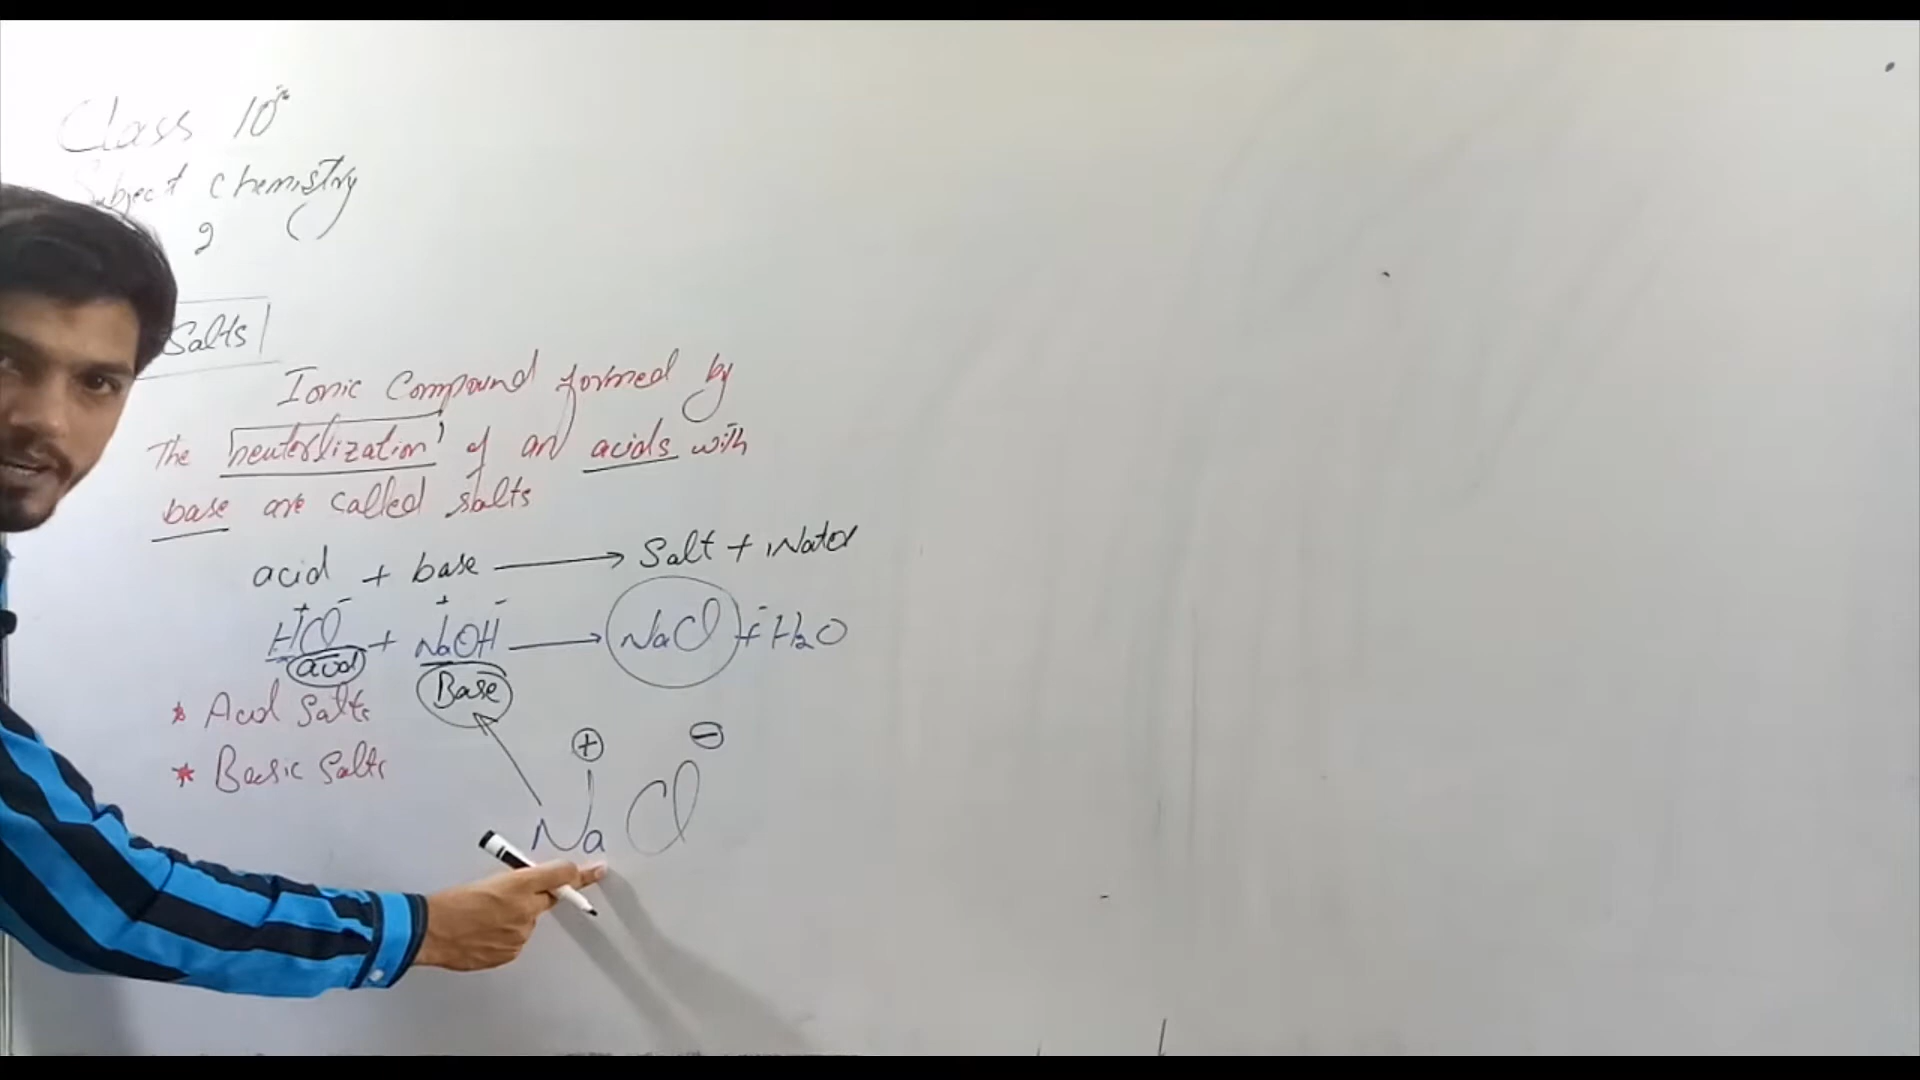 Class 10th
Subject chemistry
9
Salts
Ionic Compound formed by
The neuterlization of an acids with
base are called salts
acid + base → Salt + Water
+ - + -
HCl + NaOH → NaCl + H₂O
acid Base
* Acid Salts
* Basic Salts
+ −
Na Cl